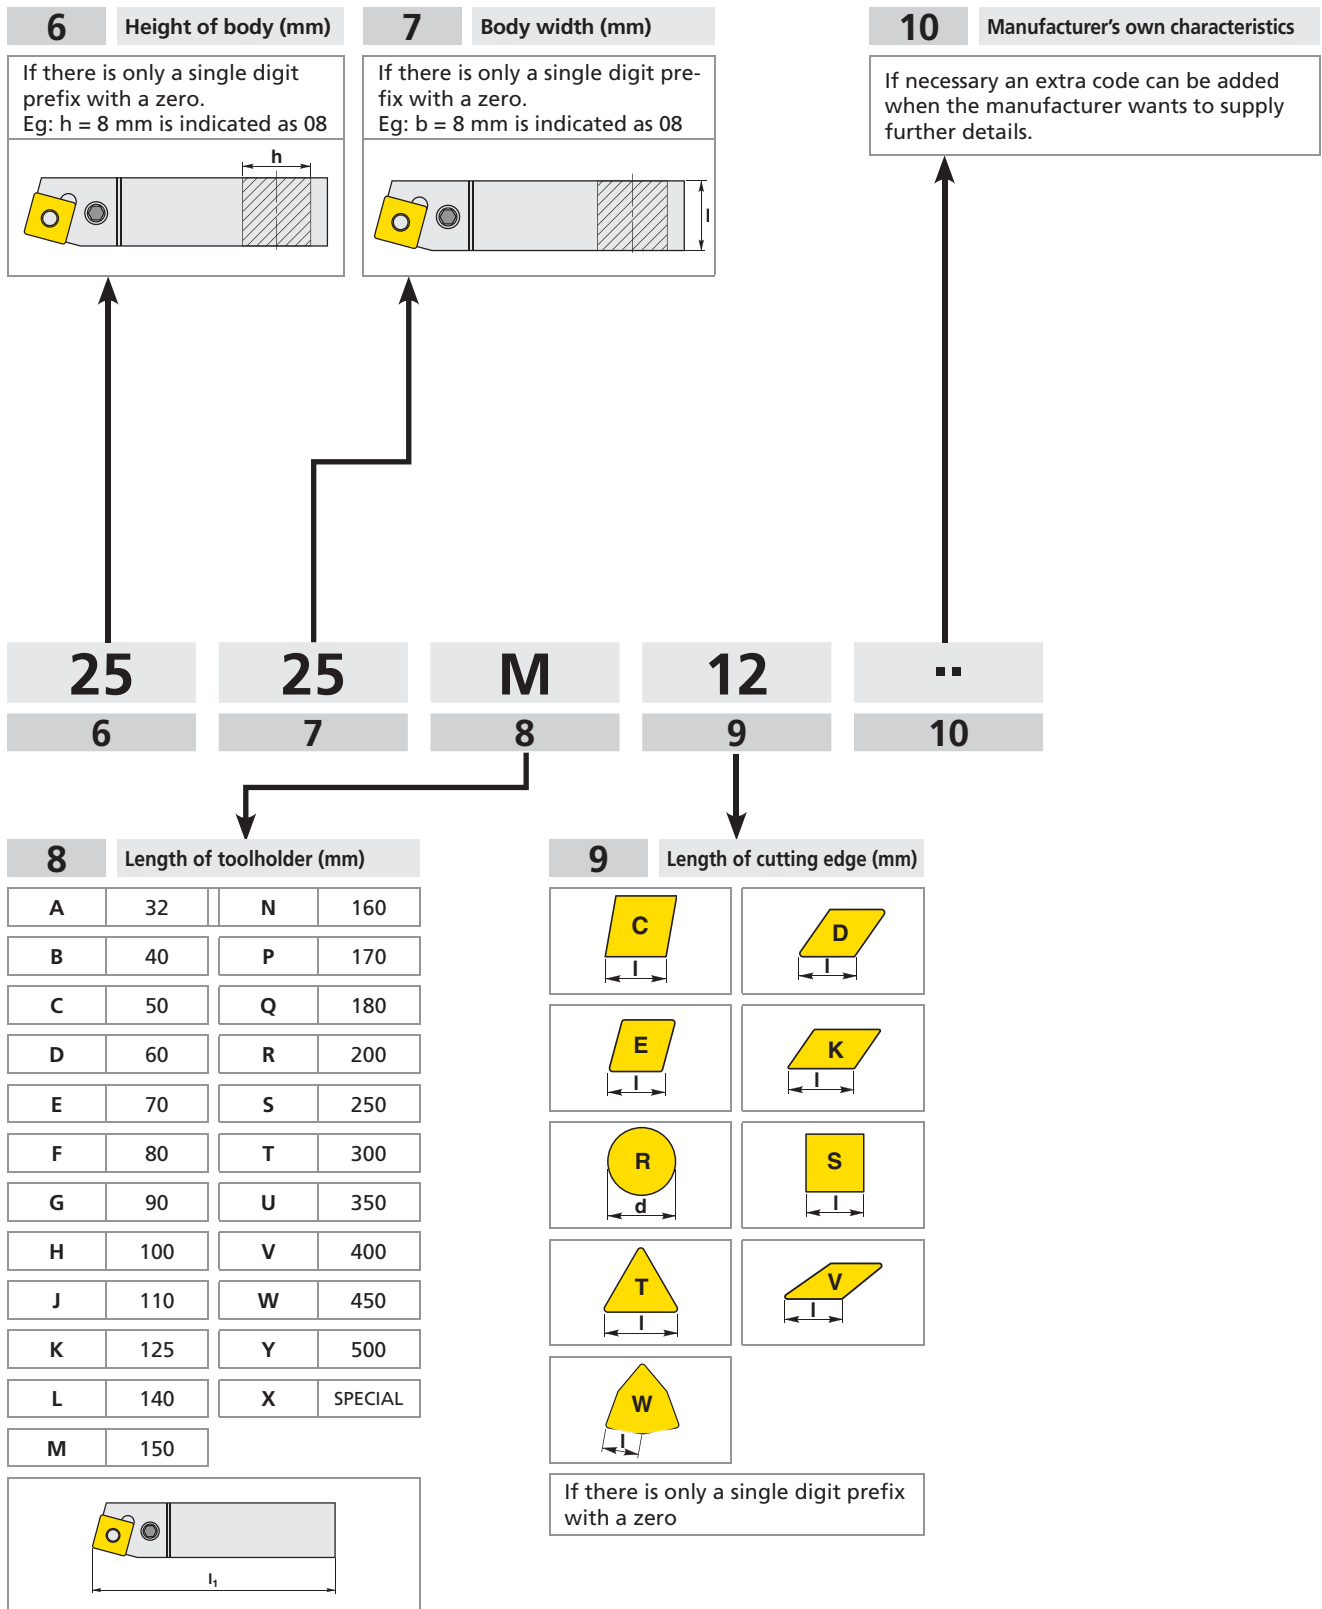 6 Height of body (mm)
If there is only a single digit
prefix with a zero.
Eg: h = 8 mm is indicated as 08
h
7 Body width (mm)
If there is only a single digit pre-
fix with a zero.
Eg: b = 8 mm is indicated as 08
l
10 Manufacturer's own characteristics
If necessary an extra code can be added
when the manufacturer wants to supply
further details.
25 25 M 12 ..
6 7 8 9 10
8 Length of toolholder (mm)
A 32 N 160
B 40 P 170
C 50 Q 180
D 60 R 200
E 70 S 250
F 80 T 300
G 90 U 350
H 100 V 400
J 110 W 450
K 125 Y 500
L 140 X SPECIAL
M 150
l₁
9 Length of cutting edge (mm)
C D
l l
E K
l l
R S
d l
T V
l l
W
l
If there is only a single digit prefix
with a zero